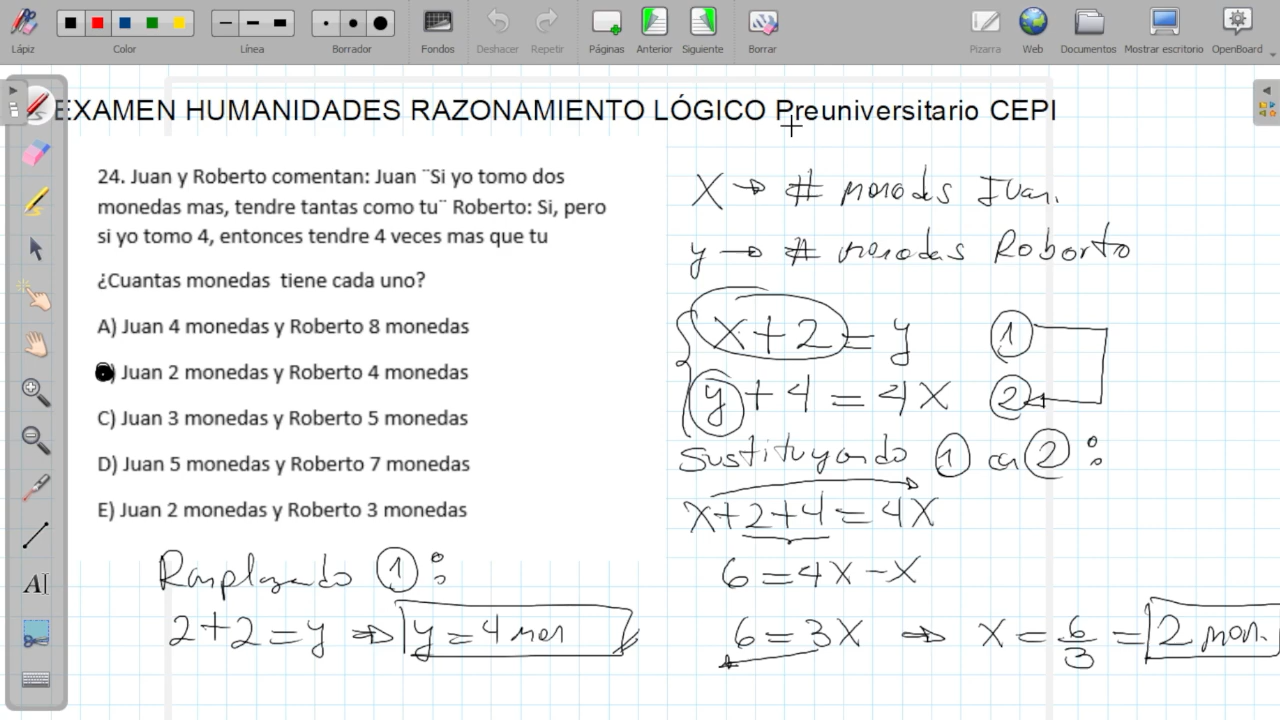 Lápiz
Color
Línea
Borrador
Fondos
Deshacer
Repetir
Páginas
Anterior
Siguiente
Borrar
Pizarra
Web
Documentos
Mostrar escritorio
OpenBoard
EXAMEN HUMANIDADES RAZONAMIENTO LÓGICO Preuniversitario CEPI
24. Juan y Roberto comentan: Juan ¨Si yo tomo dos
monedas mas, tendre tantas como tu¨ Roberto: Si, pero
si yo tomo 4, entonces tendre 4 veces mas que tu
¿Cuantas monedas tiene cada uno?
A) Juan 4 monedas y Roberto 8 monedas
) Juan 2 monedas y Roberto 4 monedas
C) Juan 3 monedas y Roberto 5 monedas
D) Juan 5 monedas y Roberto 7 monedas
E) Juan 2 monedas y Roberto 3 monedas
X → # monedas Juan.
y → # monedas Roberto
x+2 = y ①
y + 4 = 4X ②
Sustituyendo ① en ② :
x+2+4 = 4X
6 = 4X - X
6 = 3X ⇒ X = 6/3 = 2 mon.
Remplazando ① :
2+2 = y ⇒ y = 4 mon
AI